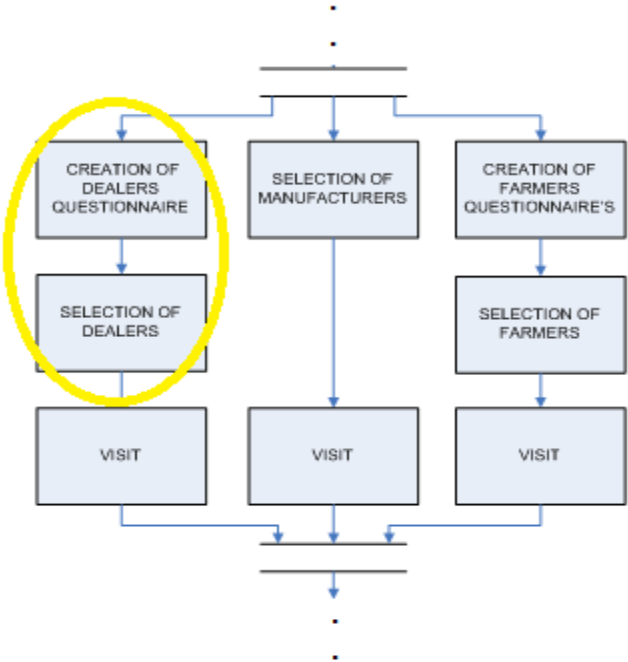 CREATION OF
DEALERS
QUESTIONNAIRE
SELECTION OF
MANUFACTURERS
CREATION OF
FARMERS
QUESTIONNAIRE'S
SELECTION OF
DEALERS
SELECTION OF
FARMERS
VISIT
VISIT
VISIT